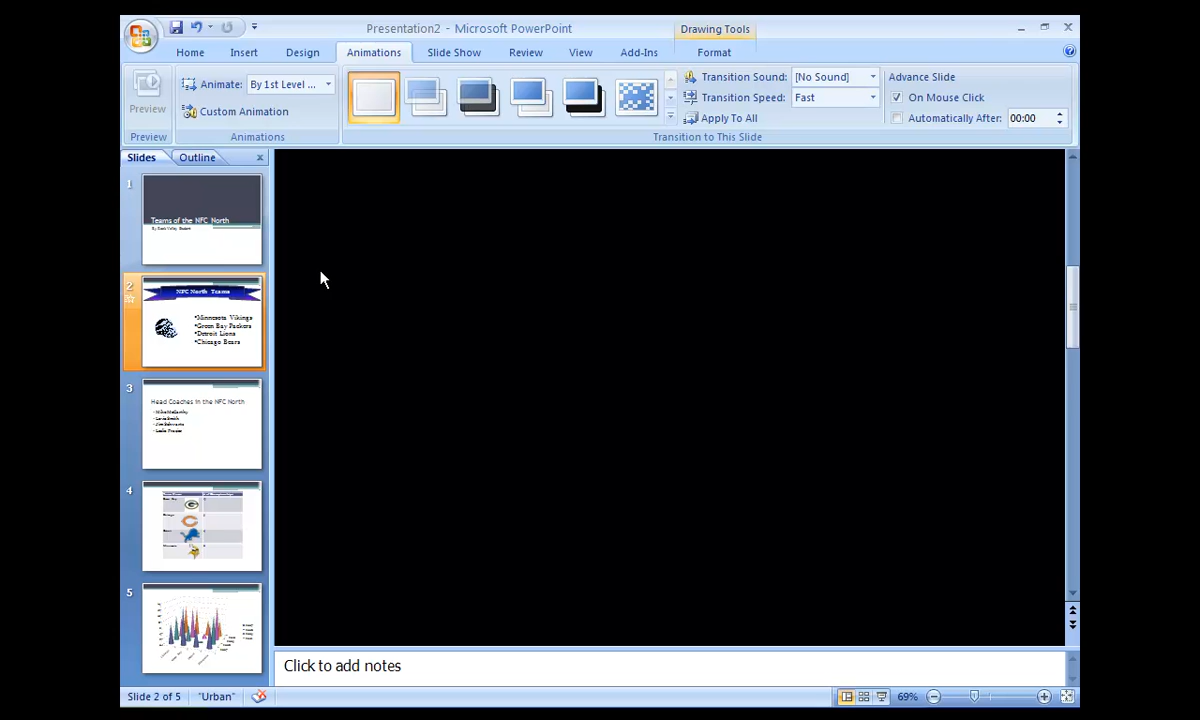 Presentation2 - Microsoft PowerPoint
Drawing Tools
Home Insert Design Animations Slide Show Review View Add-Ins Format
Preview
Preview
Animate: By 1st Level ...
Custom Animation
Animations
Transition Sound: [No Sound]
Transition Speed: Fast
Apply To All
Transition to This Slide
Advance Slide
On Mouse Click
Automatically After: 00:00
Slides Outline
1
Teams of the NFC North
2
NFC North Teams
•Minnesota Vikings
•Green Bay Packers
•Detroit Lions
•Chicago Bears
3
Head Coaches in the NFC North
4
5
Click to add notes
Slide 2 of 5 "Urban" 69%